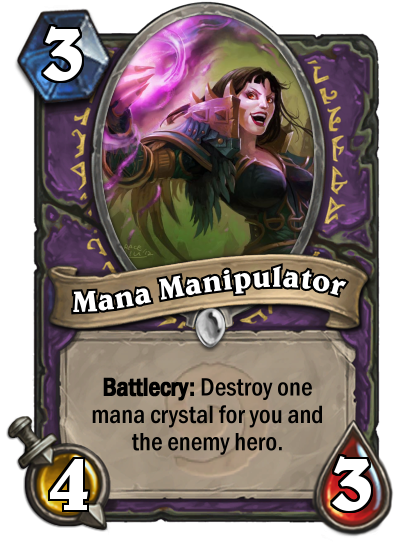 3
Mana Manipulator
Battlecry: Destroy one
mana crystal for you and
the enemy hero.
4
3